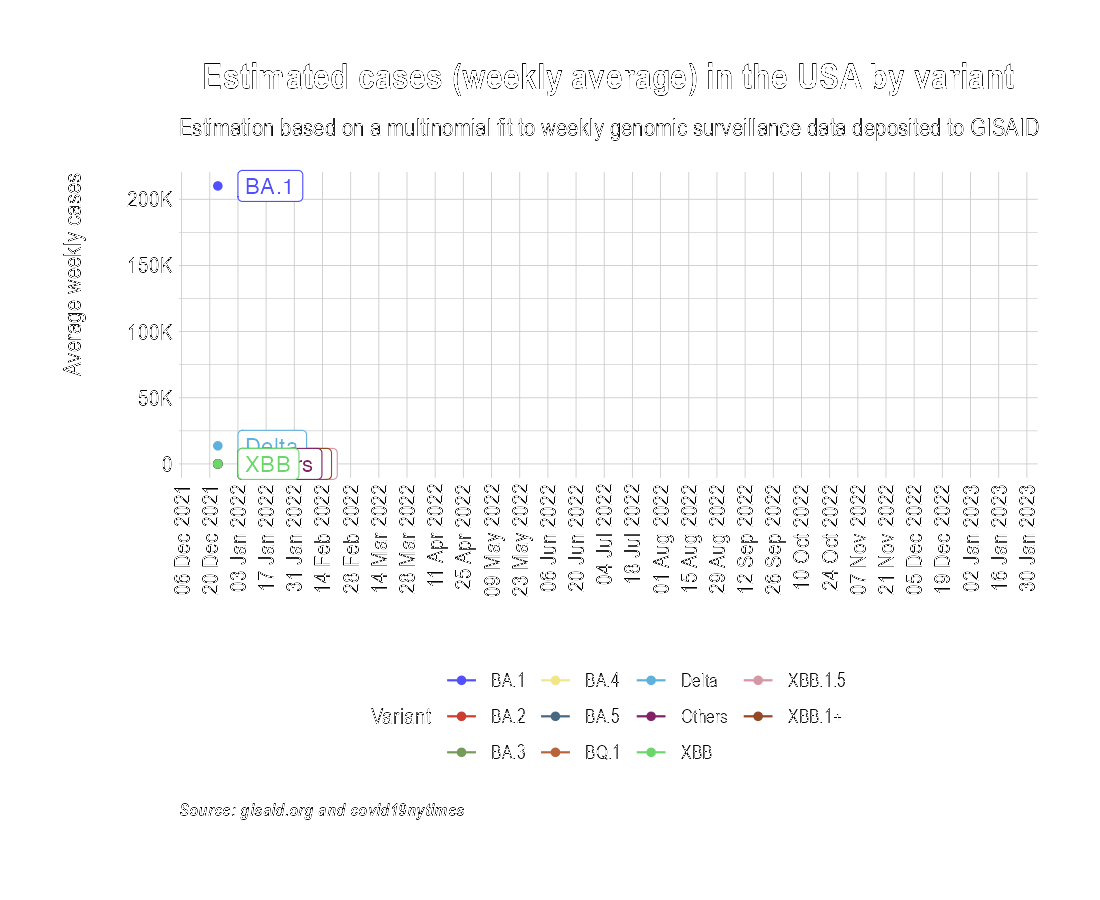 Estimated cases (weekly average) in the USA by variant
Estimation based on a multinomial fit to weekly genomic surveillance data deposited to GISAID
Average weekly cases
200K
150K
100K
50K
0
BA.1
Delta
XBB
rs
06 Dec 2021
20 Dec 2021
03 Jan 2022
17 Jan 2022
31 Jan 2022
14 Feb 2022
28 Feb 2022
14 Mar 2022
28 Mar 2022
11 Apr 2022
25 Apr 2022
09 May 2022
23 May 2022
06 Jun 2022
20 Jun 2022
04 Jul 2022
18 Jul 2022
01 Aug 2022
15 Aug 2022
29 Aug 2022
12 Sep 2022
26 Sep 2022
10 Oct 2022
24 Oct 2022
07 Nov 2022
21 Nov 2022
05 Dec 2022
19 Dec 2022
02 Jan 2023
16 Jan 2023
30 Jan 2023
Variant
BA.1 BA.4 Delta XBB.1.5
BA.2 BA.5 Others XBB.1+
BA.3 BQ.1 XBB
Source: gisaid.org and covid19nytimes